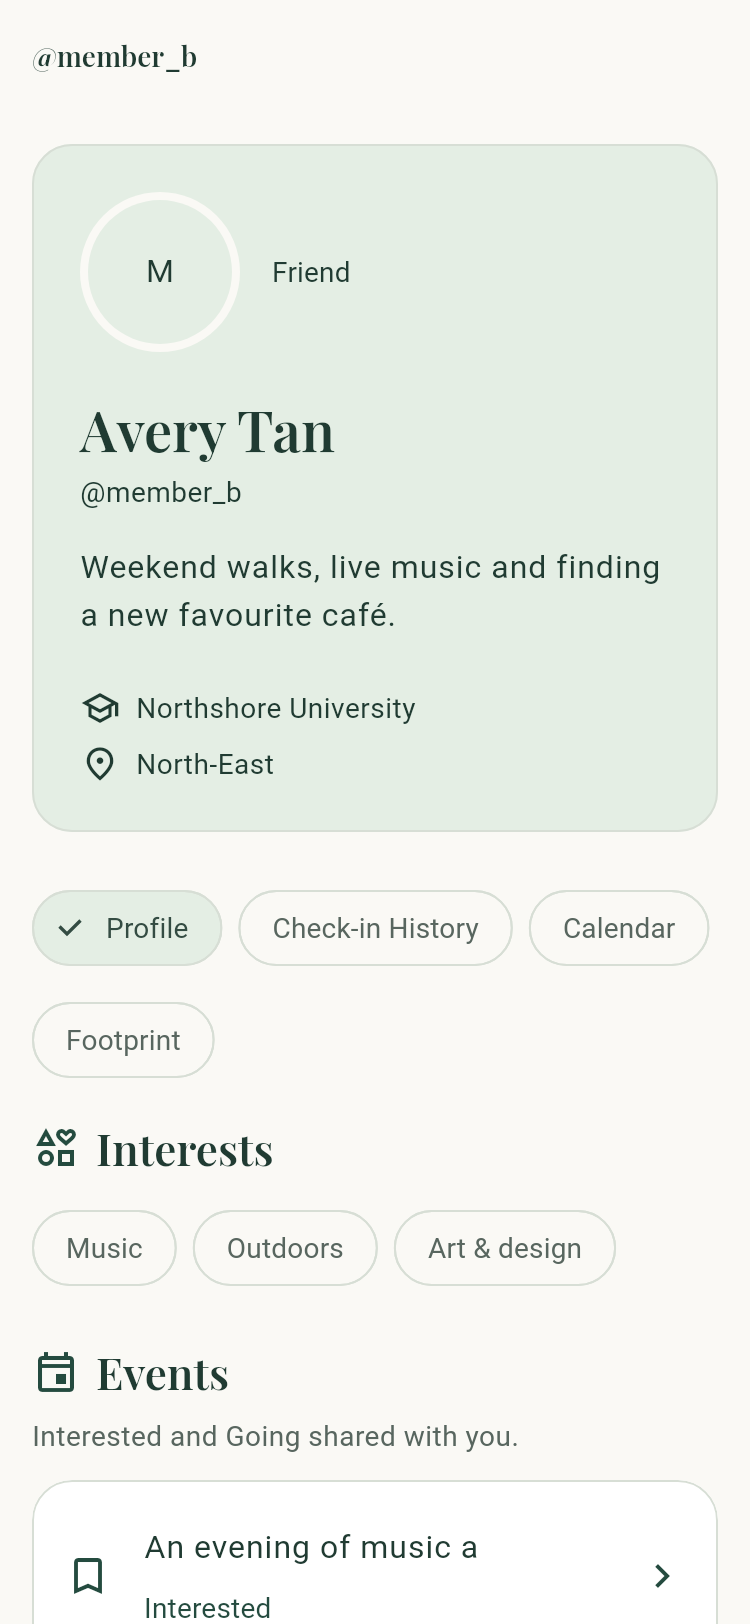 @member_b
M
Friend
Avery Tan
@member_b
Weekend walks, live music and finding
a new favourite café.
Northshore University
North-East
Profile
Check-in History
Calendar
Footprint
Interests
Music
Outdoors
Art & design
Events
Interested and Going shared with you.
An evening of music a
Interested